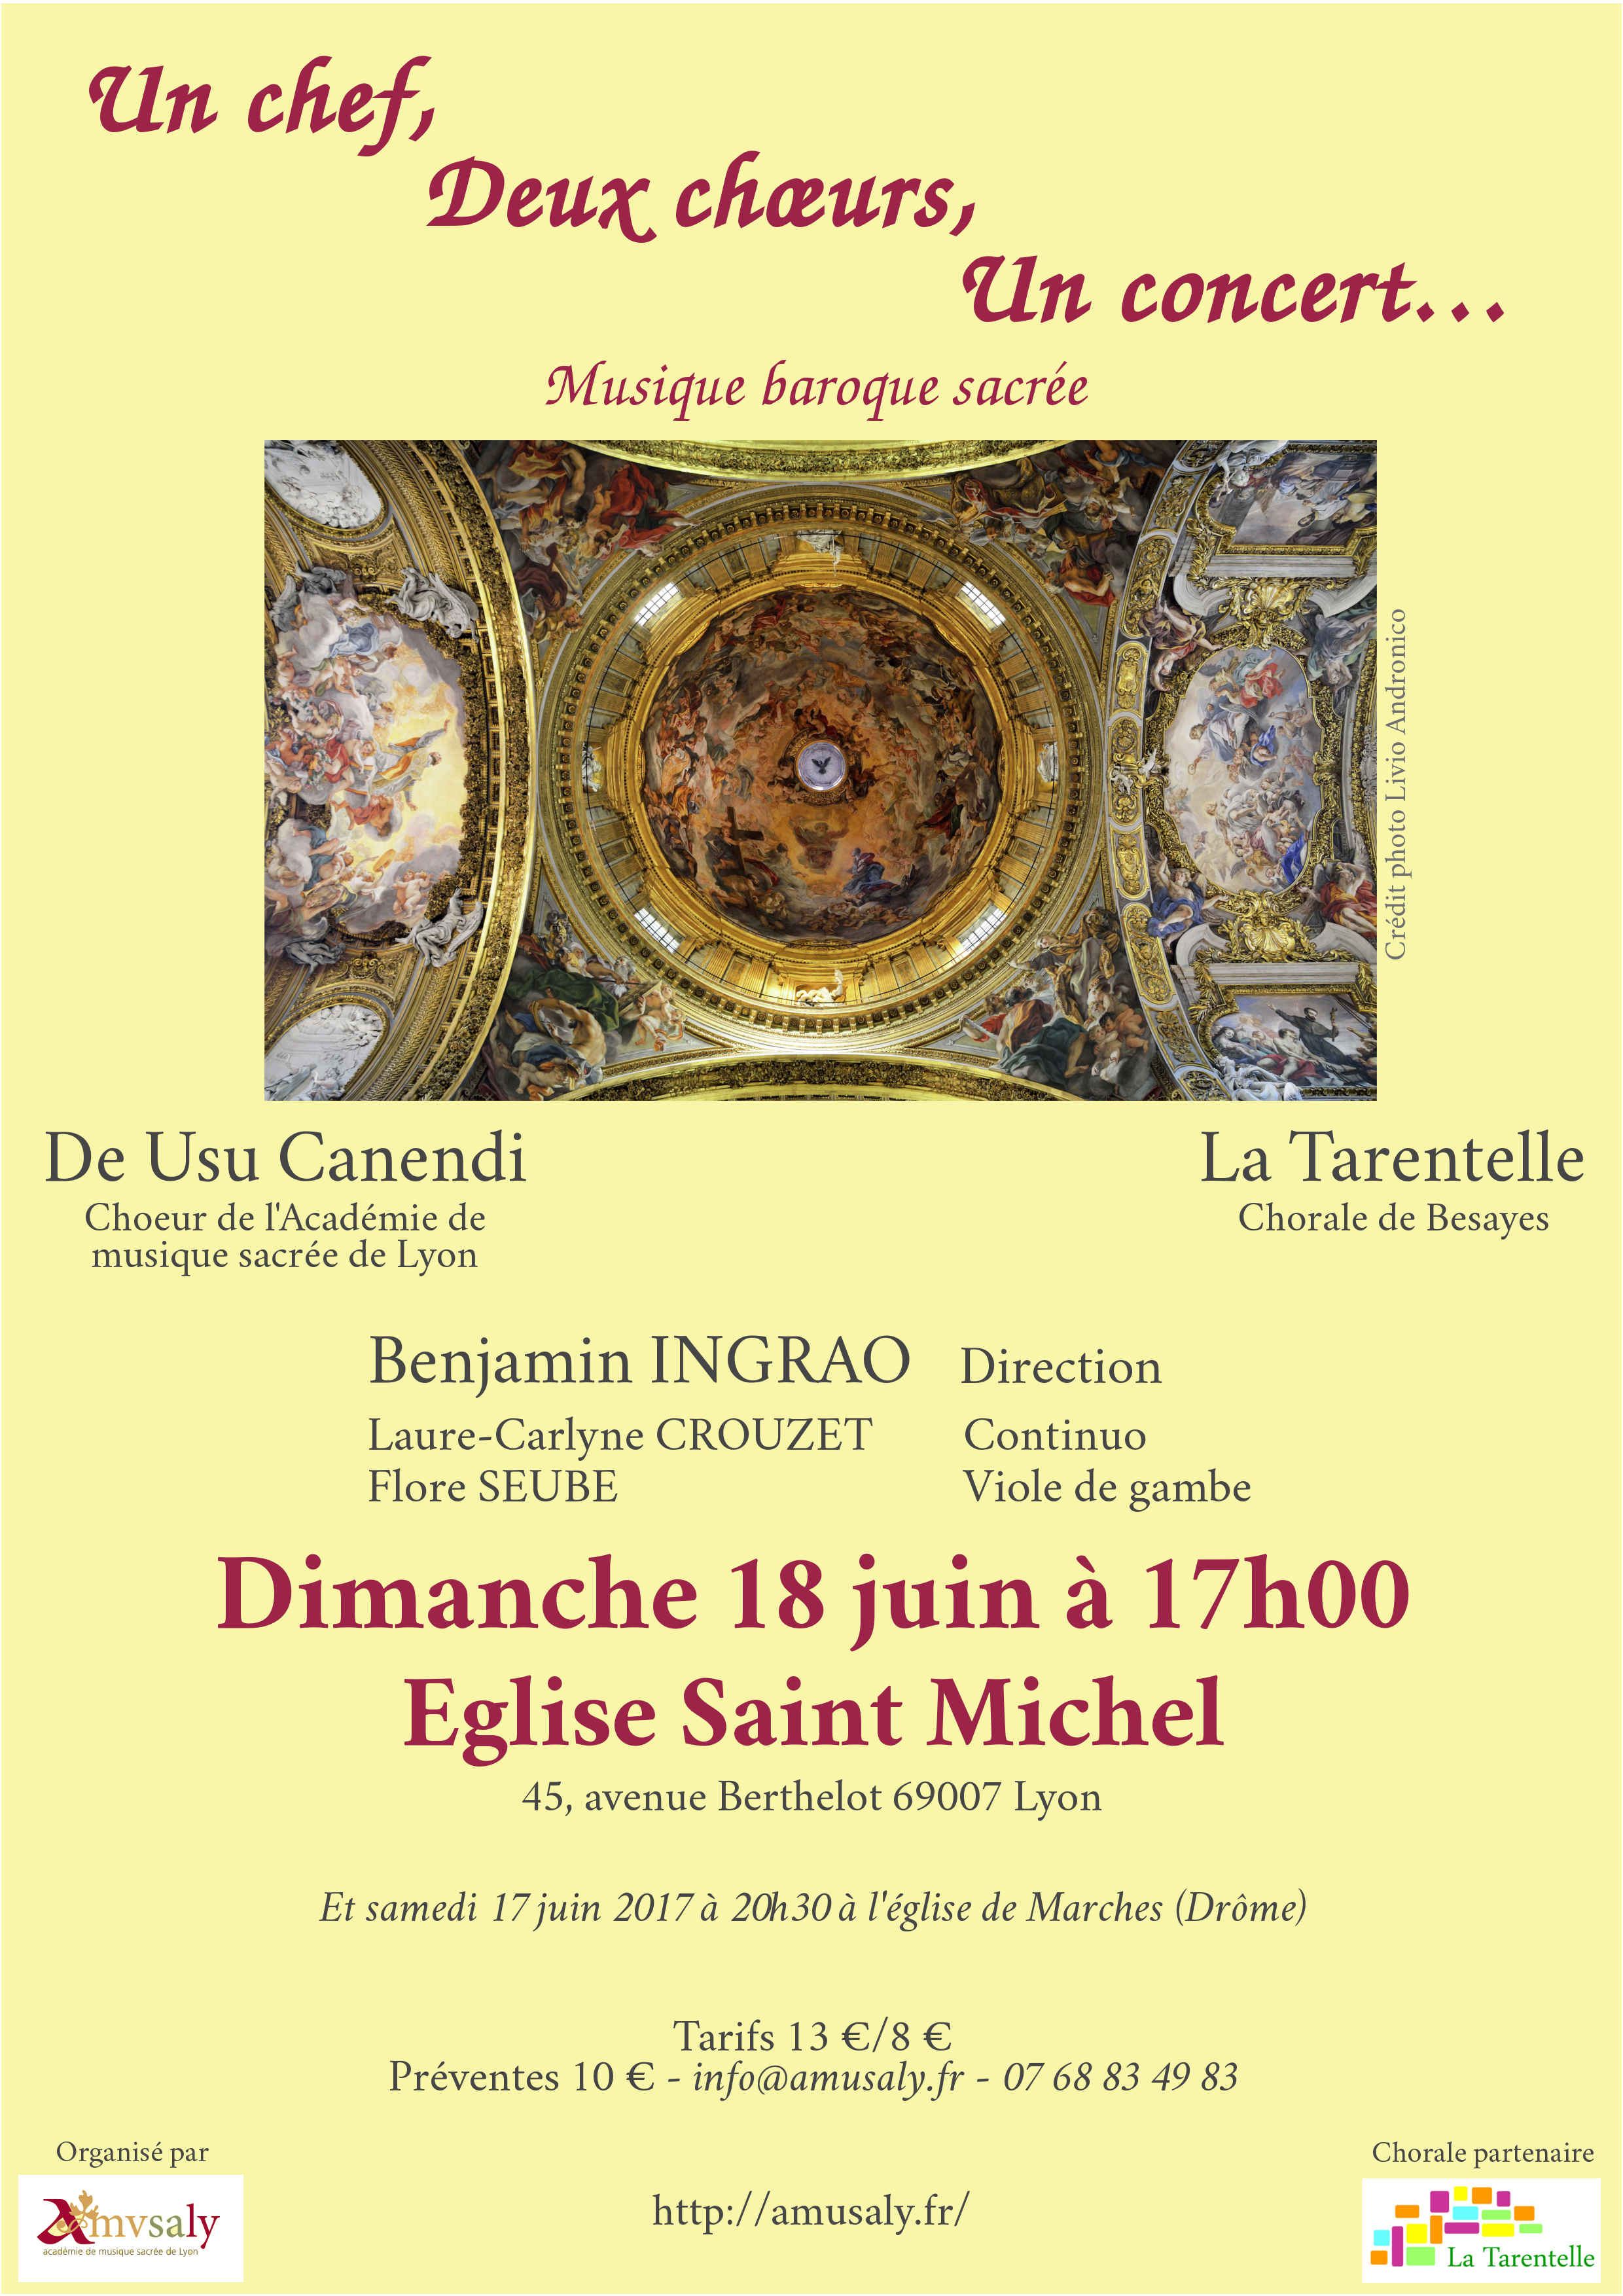 Un chef,
Deux chœurs,
Un concert...
Musique baroque sacrée
Crédit photo Livio Andronico
De Usu Canendi
Choeur de l'Académie de
musique sacrée de Lyon
La Tarentelle
Chorale de Besayes
Benjamin INGRAO Direction
Laure-Carlyne CROUZET Continuo
Flore SEUBE Viole de gambe
Dimanche 18 juin à 17h00
Eglise Saint Michel
45, avenue Berthelot 69007 Lyon
Et samedi 17 juin 2017 à 20h30 à l'église de Marches (Drôme)
Tarifs 13 €/8 €
Préventes 10 € - info@amusaly.fr - 07 68 83 49 83
Organisé par
Amvsaly
académie de musique sacrée de Lyon
http://amusaly.fr/
Chorale partenaire
La Tarentelle